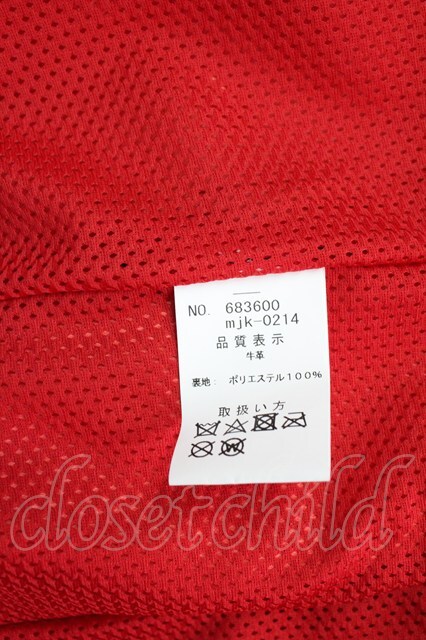 NO. 683600
mjk-0214
品質表示
牛革
裏地: ポリエステル100%
取扱い方
W
closetchild